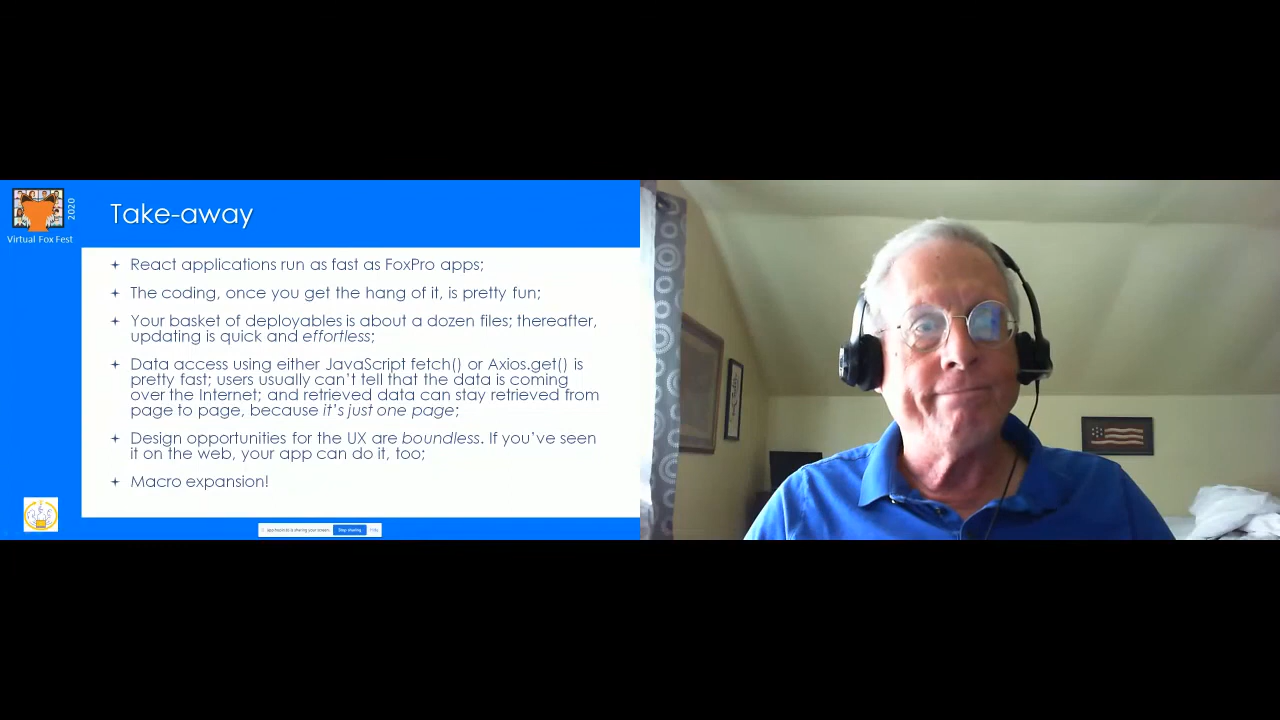 2020
Virtual Fox Fest
Take-away
React applications run as fast as FoxPro apps;
The coding, once you get the hang of it, is pretty fun;
Your basket of deployables is about a dozen files; thereafter,
updating is quick and effortless;
Data access using either JavaScript fetch() or Axios.get() is
pretty fast; users usually can't tell that the data is coming
over the Internet; and retrieved data can stay retrieved from
page to page, because it's just one page;
Design opportunities for the UX are boundless. If you've seen
it on the web, your app can do it, too;
Macro expansion!
is sharing your screen.
Stop sharing
Hide